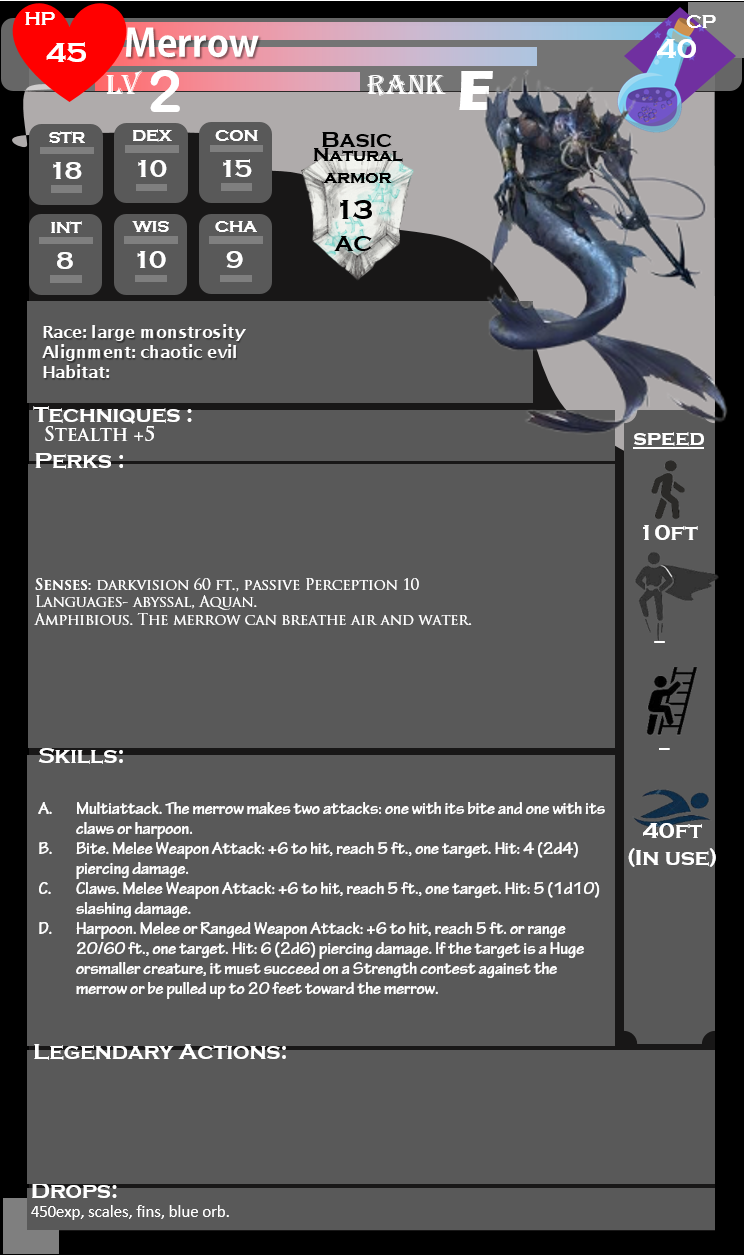 HP
45
Merrow
CP
40
LV 2
RANK E
STR
18
DEX
10
CON
15
INT
8
WIS
10
CHA
9
BASIC
NATURAL
ARMOR
13
AC
Race: large monstrosity
Alignment: chaotic evil
Habitat:
TECHNIQUES :
STEALTH +5
PERKS :
SENSES: DARKVISION 60 FT., PASSIVE PERCEPTION 10
LANGUAGES- ABYSSAL, AQUAN.
AMPHIBIOUS. THE MERROW CAN BREATHE AIR AND WATER.
SPEED
10FT
–
–
40FT
(IN USE)
SKILLS:
A. Multiattack. The merrow makes two attacks: one with its bite and one with its
claws or harpoon.
B. Bite. Melee Weapon Attack: +6 to hit, reach 5 ft., one target. Hit: 4 (2d4)
piercing damage.
C. Claws. Melee Weapon Attack: +6 to hit, reach 5 ft., one target. Hit: 5 (1d10)
slashing damage.
D. Harpoon. Melee or Ranged Weapon Attack: +6 to hit, reach 5 ft. or range
20/60 ft., one target. Hit: 6 (2d6) piercing damage. If the target is a Huge
orsmaller creature, it must succeed on a Strength contest against the
merrow or be pulled up to 20 feet toward the merrow.
LEGENDARY ACTIONS:
DROPS:
450exp, scales, fins, blue orb.